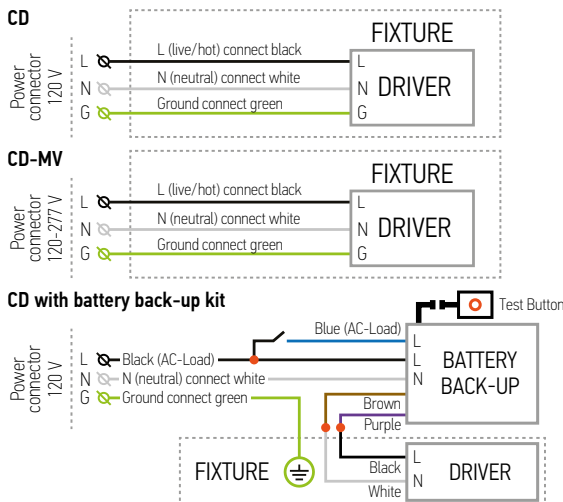 CD
FIXTURE
Power
connector
120 V
L
N
G
L (live/hot) connect black
N (neutral) connect white
Ground connect green
L
N
G
DRIVER
CD-MV
FIXTURE
Power
connector
120-277 V
L
N
G
L (live/hot) connect black
N (neutral) connect white
Ground connect green
L
N
G
DRIVER
CD with battery back-up kit
Test Button
Power
connector
120 V
L
N
G
Blue (AC-Load)
Black (AC-Load)
N (neutral) connect white
Ground connect green
L
L
N
BATTERY
BACK-UP
Brown
Purple
FIXTURE
Black
White
L
N
DRIVER